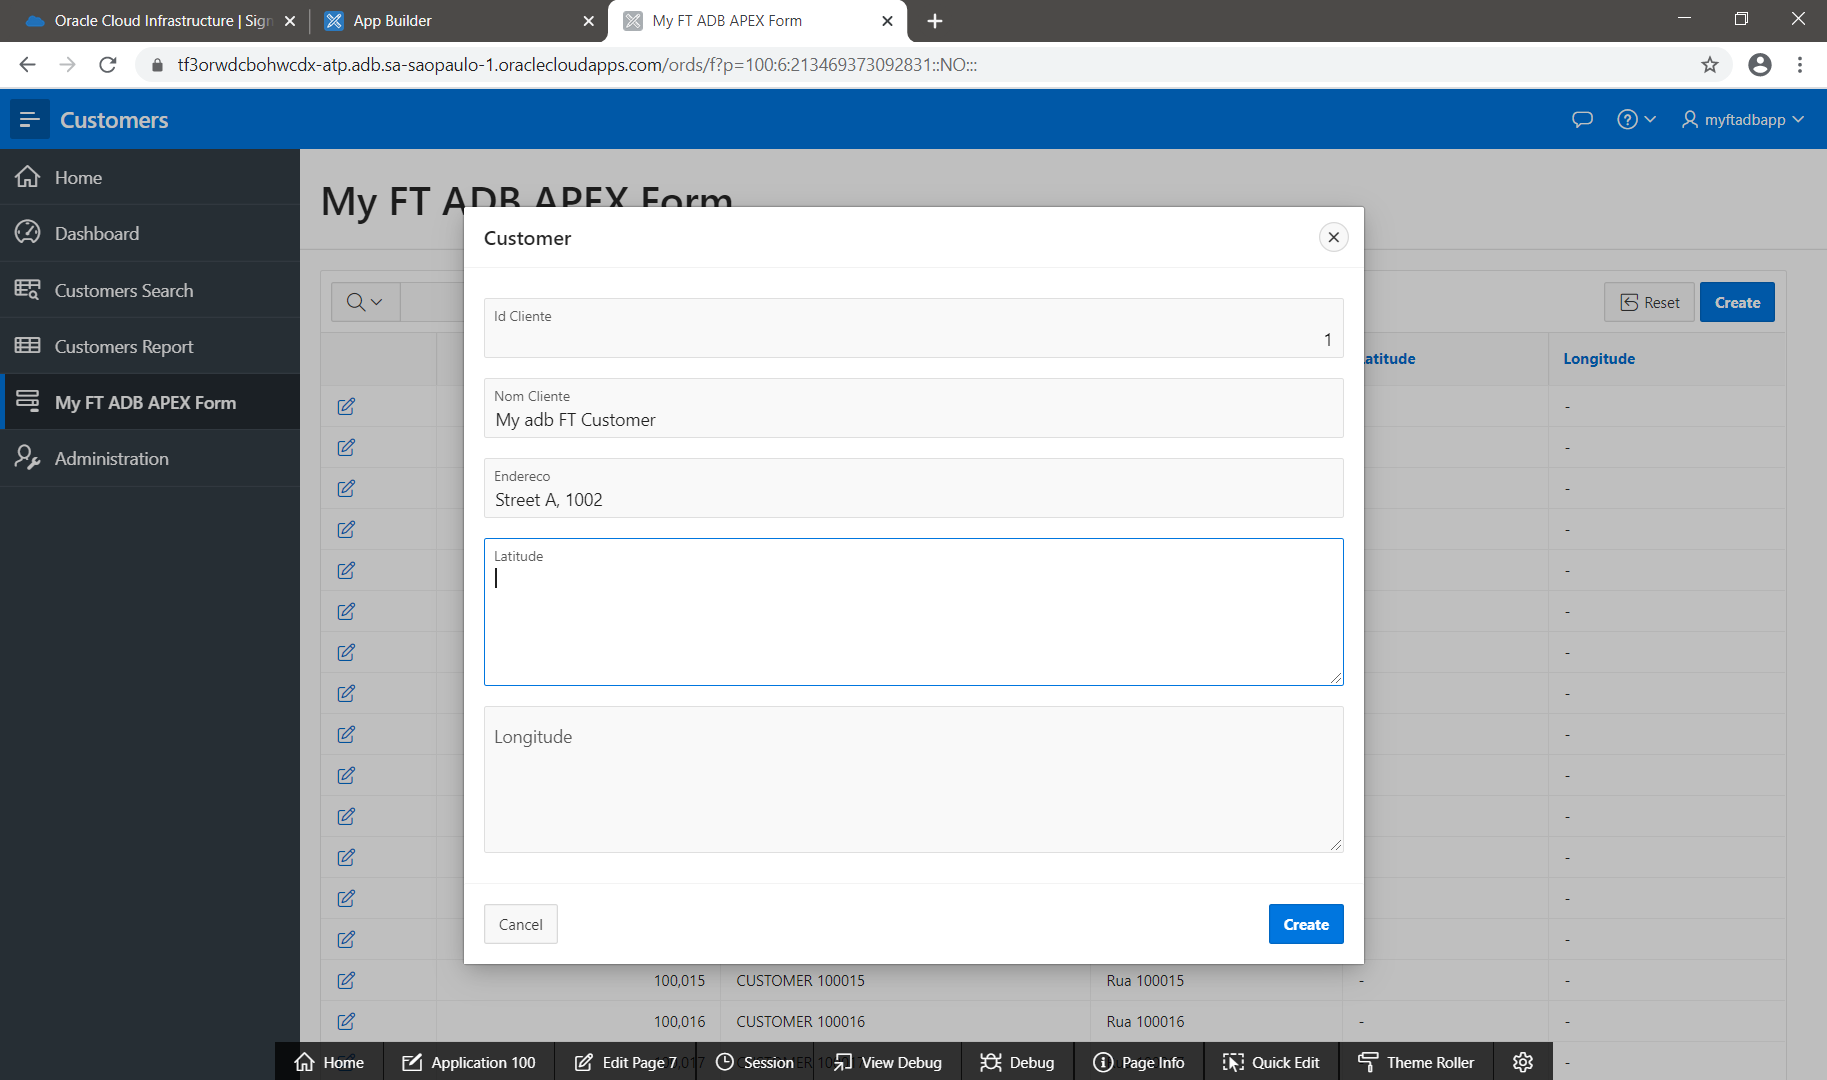 Oracle Cloud Infrastructure | Sign
App Builder
My FT ADB APEX Form
tf3orwdcbohwcdx-atp.adb.sa-saopaulo-1.oraclecloudapps.com/ords/f?p=100:6:213469373092831::NO:::
Customers
myftadbapp
Home
Dashboard
Customers Search
Customers Report
My FT ADB APEX Form
Administration
My FT ADB APEX Form
Reset
Create
atitude
Longitude
Customer
Id Cliente
1
Nom Cliente
My adb FT Customer
Endereco
Street A, 1002
Latitude
Longitude
Cancel
Create
-
-
-
-
-
-
-
-
-
-
-
-
-
-
100,015 CUSTOMER 100015 Rua 100015 - -
100,016 CUSTOMER 100016 Rua 100016 - -
-
Home
Application 100
Edit Page 7
Session
View Debug
Debug
Page Info
Quick Edit
Theme Roller